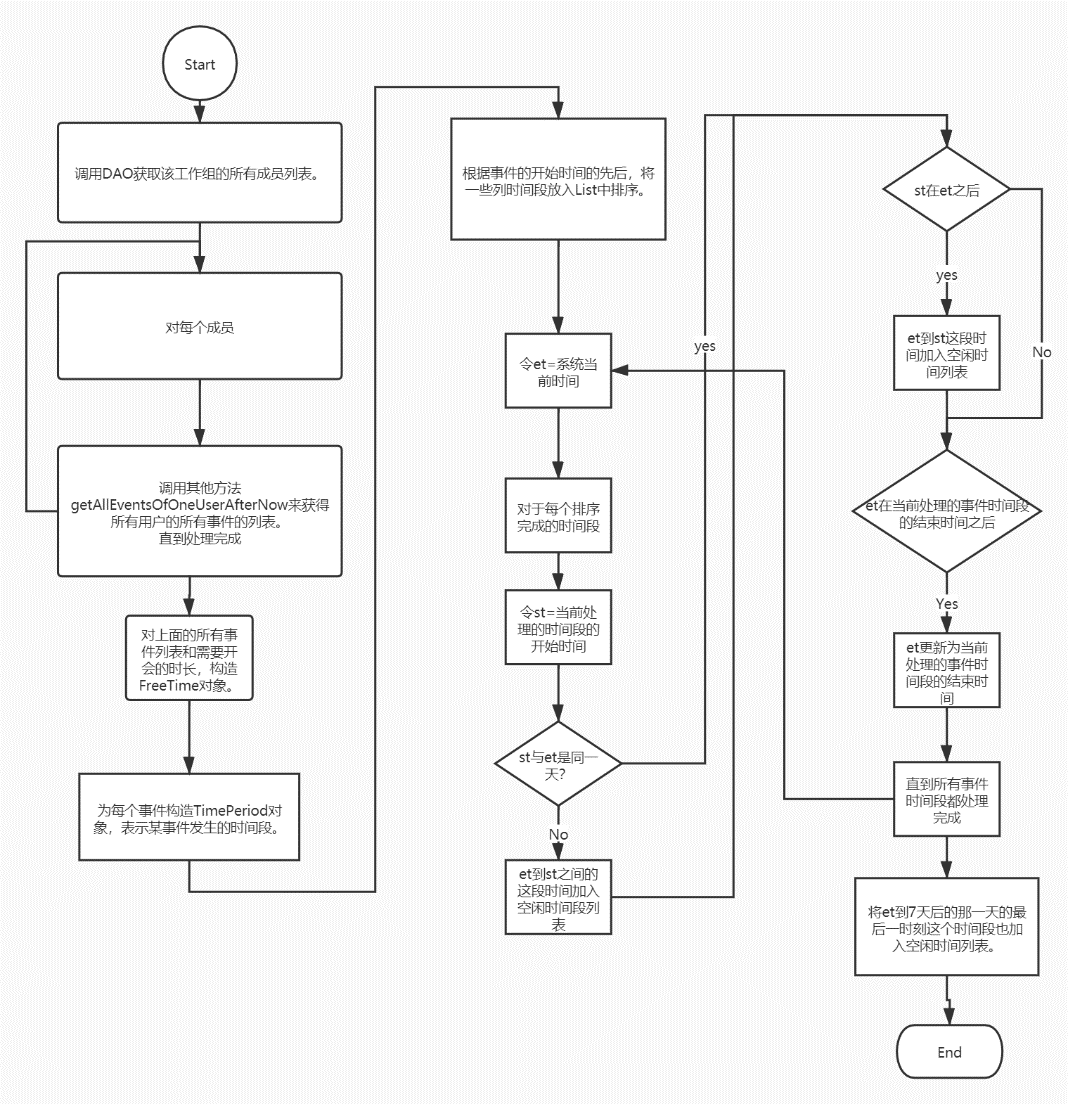 Start
调用DAO获取该工作组的所有成员列表。
对每个成员
调用其他方法
getAllEventsOfOneUserAfterNow来获得
所有用户的所有事件的列表。
直到处理完成
对上面的所有事
件列表和需要开
会的时长，构造
FreeTime对象。
为每个事件构造TimePeriod对
象，表示某事件发生的时间段。
根据事件的开始时间的先后，将
一些列时间段放入List中排序。
令et=系统当
前时间
对于每个排序
完成的时间段
令st=当前处
理的时间段的
开始时间
st与et是同一
天？
yes
No
et到st之间的
这段时间加入
空闲时间段列
表
st在et之后
yes
No
et到st这段时
间加入空闲时
间列表
et在当前处理的事件时间段
的结束时间之后
Yes
et更新为当前
处理的事件时
间段的结束时
间
直到所有事件
时间段都处理
完成
将et到7天后的那一天的最
后一时刻这个时间段也加
入空闲时间列表。
End